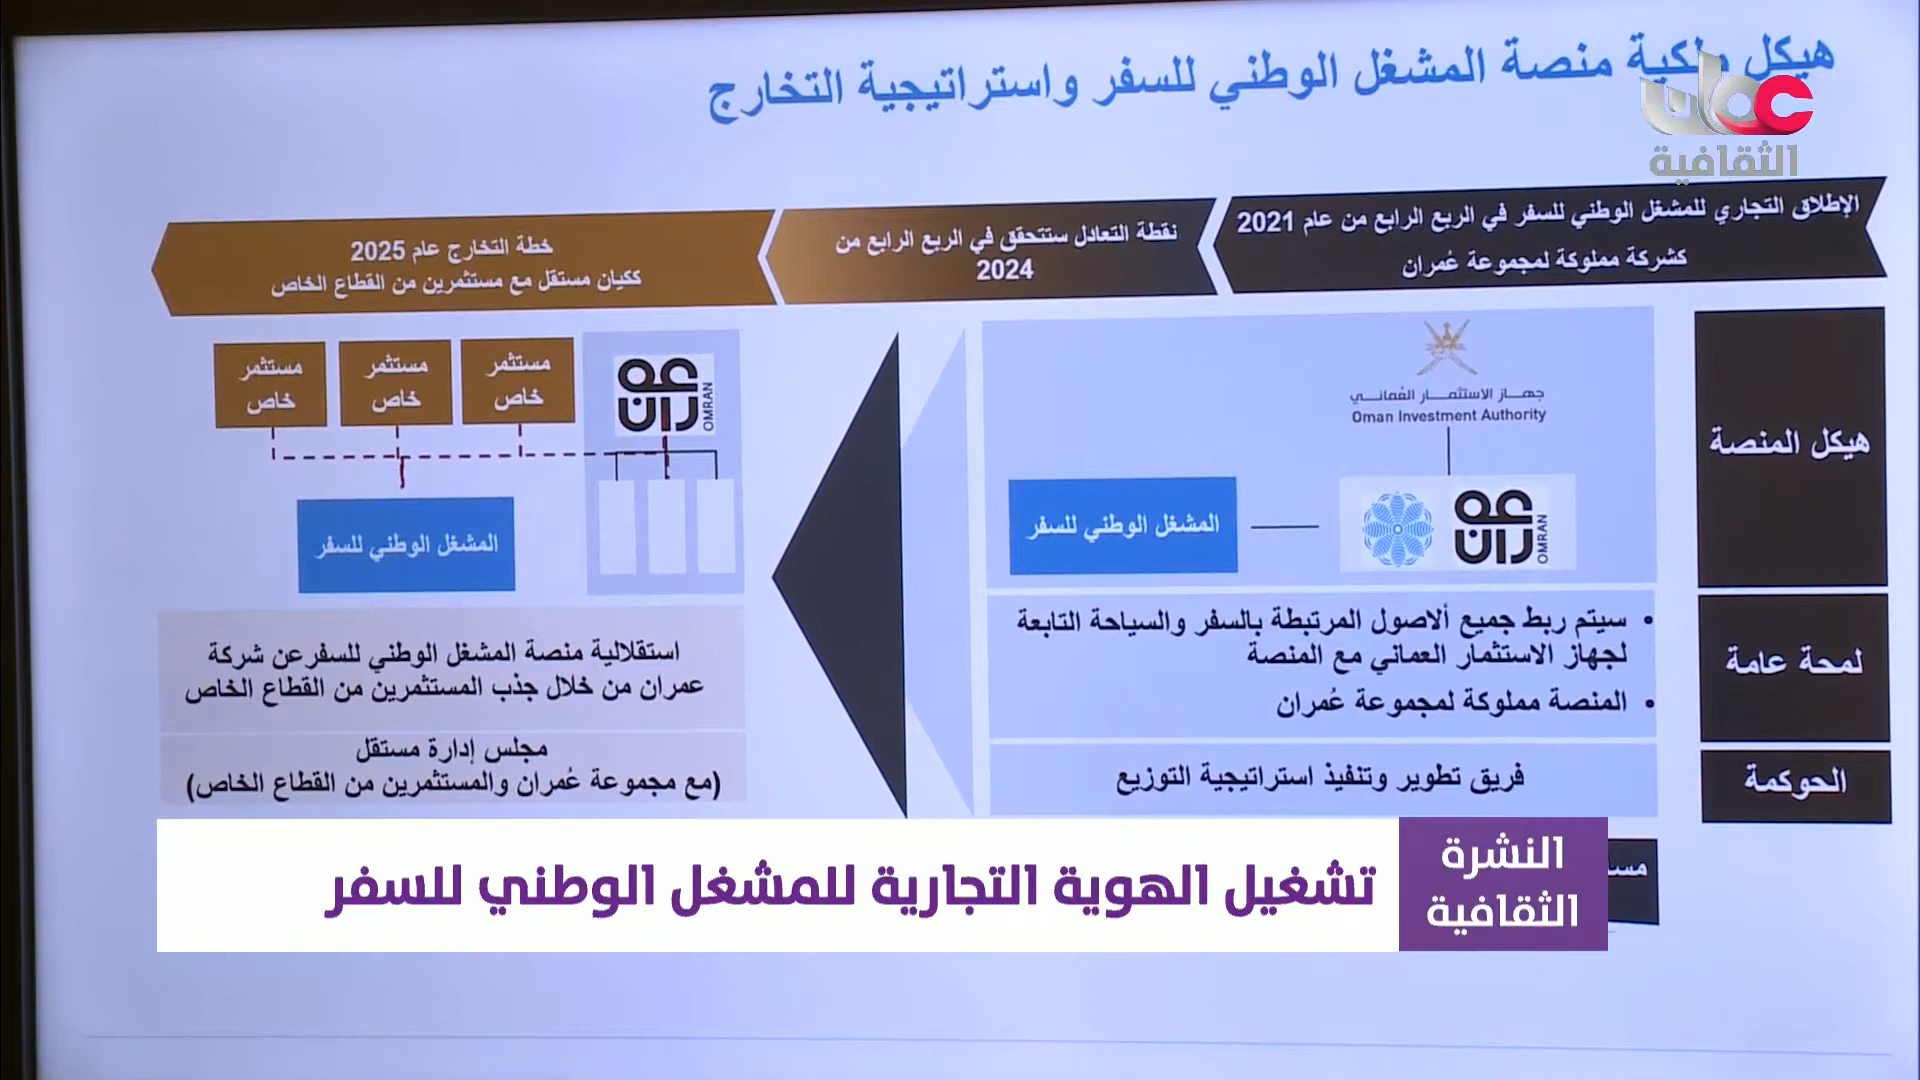 هيكل ملكية منصة المشغل الوطني للسفر واستراتيجية التخارج
الثقافية
الإطلاق التجاري للمشغل الوطني للسفر في الربع الرابع من عام 2021
كشركة مملوكة لمجموعة عُمران
نقطة التعادل ستتحقق في الربع الرابع من
2024
خطة التخارج عام 2025
ككيان مستقل مع مستثمرين من القطاع الخاص
هيكل المنصة
جهاز الاستثمار العُماني
Oman Investment Authority
عمران
OMRAN
المشغل الوطني للسفر
عمران
OMRAN
مستثمر
خاص
مستثمر
خاص
مستثمر
خاص
المشغل الوطني للسفر
لمحة عامة
• سيتم ربط جميع ألاصول المرتبطة بالسفر والسياحة التابعة
لجهاز الاستثمار العماني مع المنصة
• المنصة مملوكة لمجموعة عُمران
استقلالية منصة المشغل الوطني للسفرعن شركة
عمران من خلال جذب المستثمرين من القطاع الخاص
الحوكمة
فريق تطوير وتنفيذ استراتيجية التوزيع
مجلس إدارة مستقل
(مع مجموعة عُمران والمستثمرين من القطاع الخاص)
النشرة
الثقافية
تشغيل الهوية التجارية للمشغل الوطني للسفر